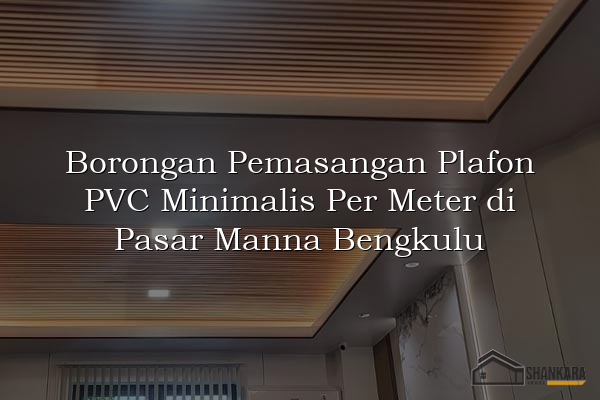 Borongan Pemasangan Plafon
PVC Minimalis Per Meter di
Pasar Manna Bengkulu
SHANKARA